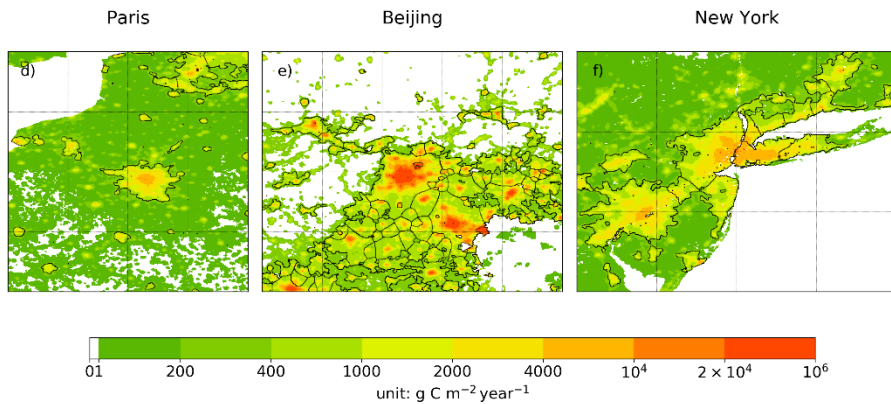 Paris Beijing New York
d) e) f)
01 200 400 1000 2000 4000 10⁴ 2 × 10⁴ 10⁶
unit: g C m⁻² year⁻¹